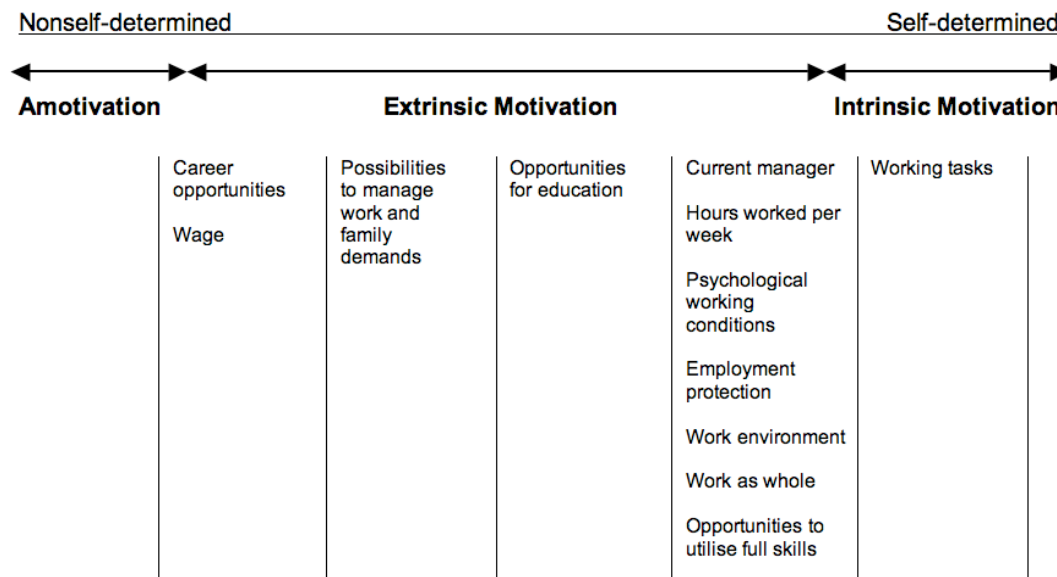 Nonself-determined
Self-determined
Amotivation
Extrinsic Motivation
Intrinsic Motivation
Career
opportunities
Wage
Possibilities
to manage
work and
family
demands
Opportunities
for education
Current manager
Hours worked per
week
Psychological
working
conditions
Employment
protection
Work environment
Work as whole
Opportunities to
utilise full skills
Working tasks